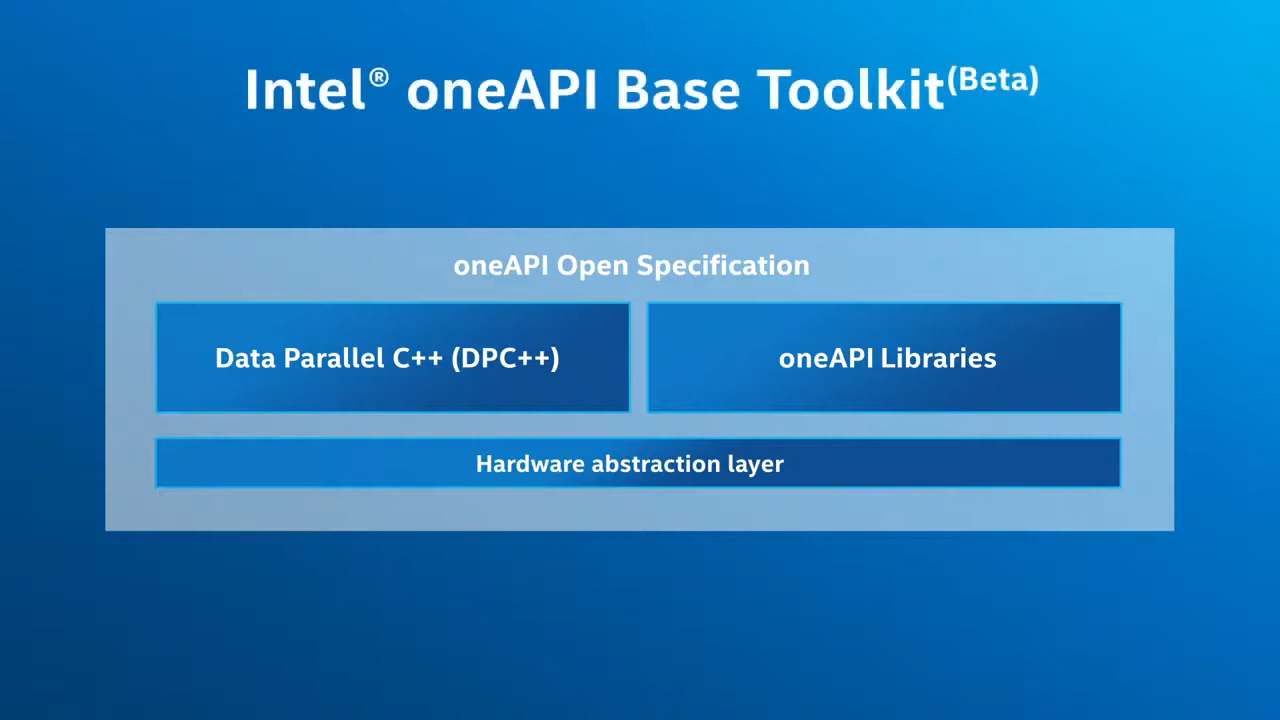 Intel® oneAPI Base Toolkit(Beta)
oneAPI Open Specification
Data Parallel C++ (DPC++)
oneAPI Libraries
Hardware abstraction layer